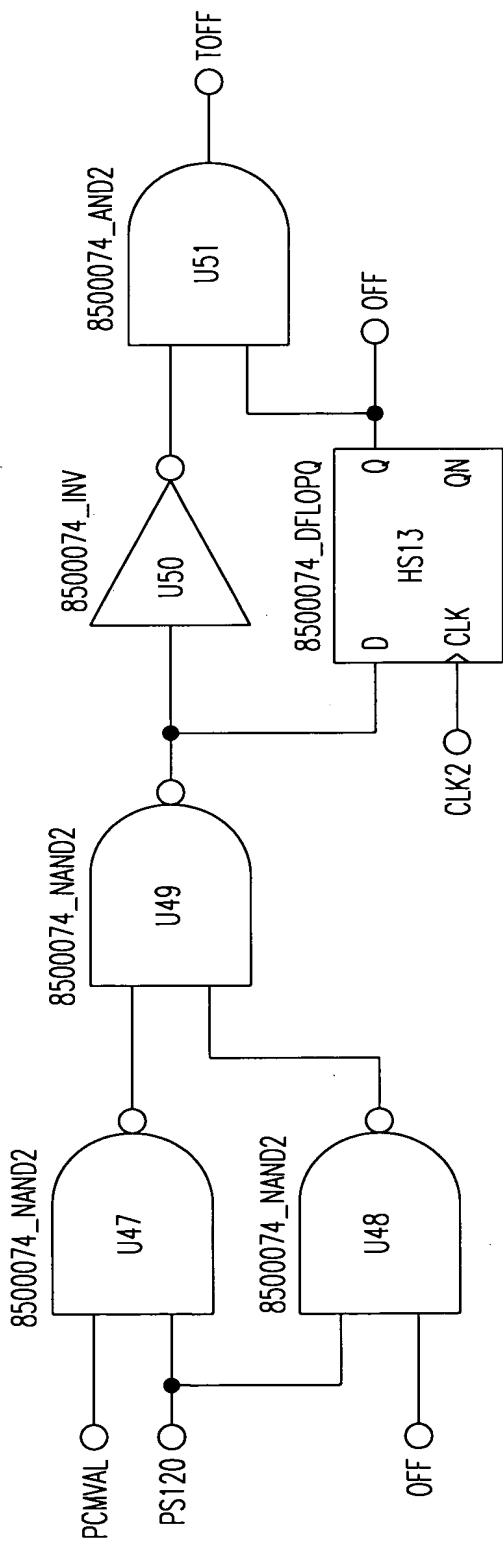 PCMVAL
PS120
OFF
8500074_NAND2
U47
8500074_NAND2
U48
8500074_NAND2
U49
8500074_INV
U50
8500074_AND2
U51
TOFF
8500074_DFLOPQ
D
Q
HS13
CLK
QN
CLK2
OFF